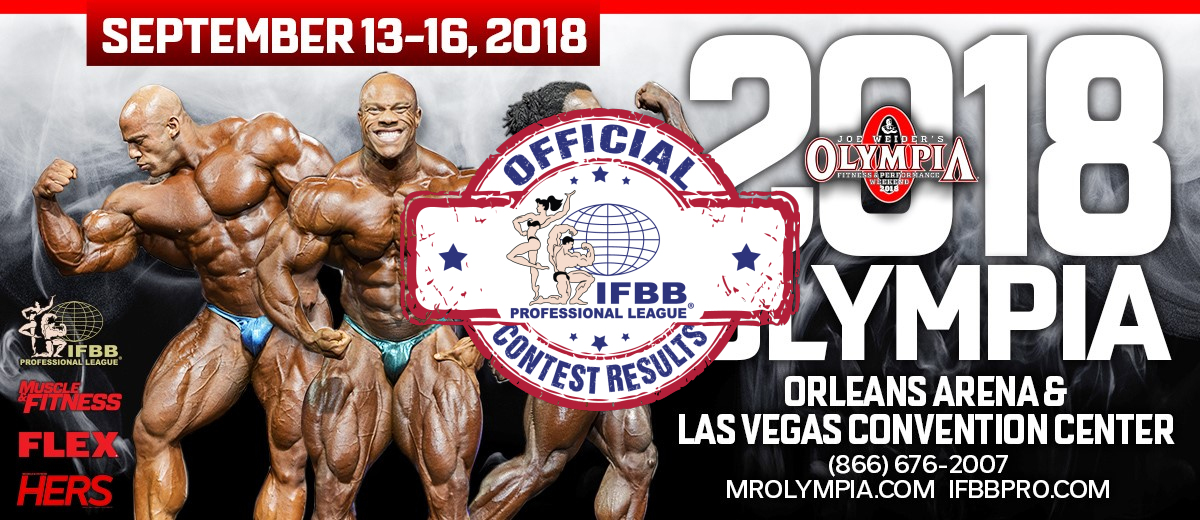 SEPTEMBER 13-16, 2018
2018
JOE WEIDER'S
OLYMPIA
FITNESS & PERFORMANCE
WEEKEND
2018
OLYMPIA
ORLEANS ARENA &
LAS VEGAS CONVENTION CENTER
(866) 676-2007
MROLYMPIA.COM IFBBPRO.COM
OFFICIAL
IFBB
PROFESSIONAL LEAGUE®
CONTEST RESULTS
IFBB
PROFESSIONAL LEAGUE®
MUSCLE
&FITNESS
FLEX
HERS